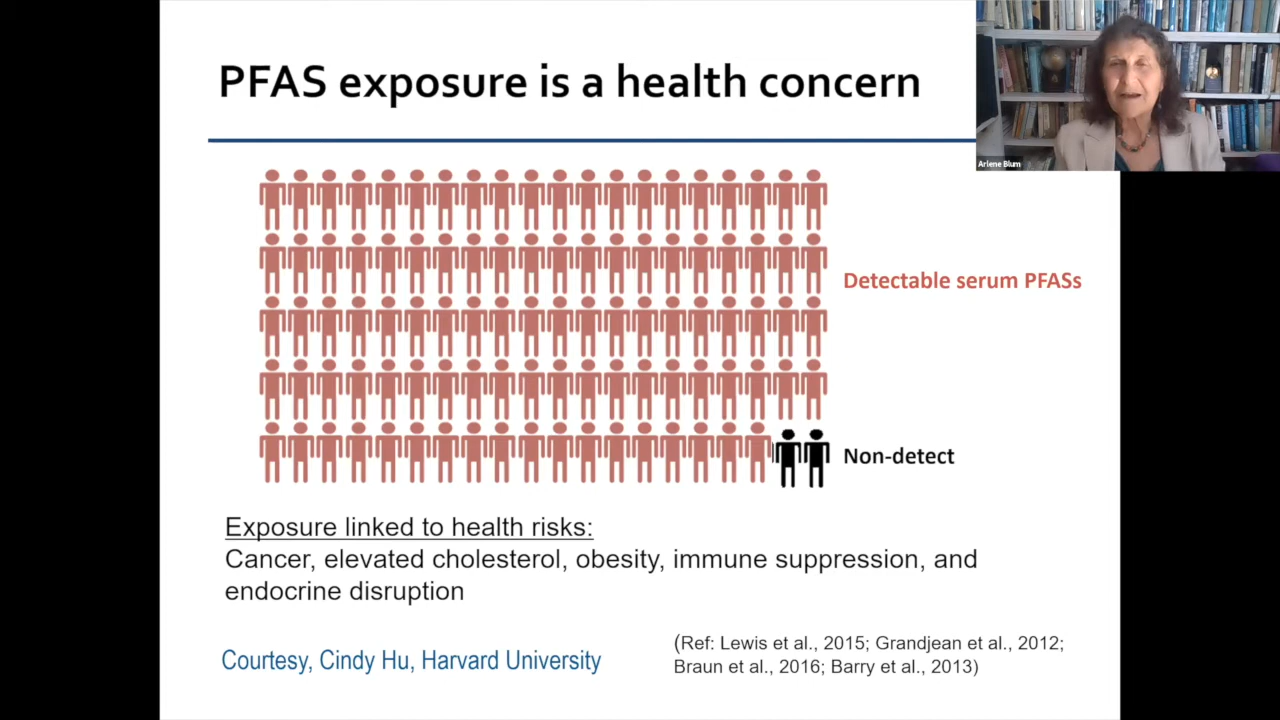 PFAS exposure is a health concern
Arlene Blum
Detectable serum PFASs
Non-detect
Exposure linked to health risks:
Cancer, elevated cholesterol, obesity, immune suppression, and
endocrine disruption
Courtesy, Cindy Hu, Harvard University
(Ref: Lewis et al., 2015; Grandjean et al., 2012;
Braun et al., 2016; Barry et al., 2013)